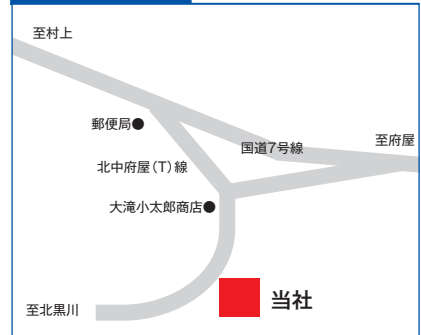 至村上
郵便局●
国道7号線
至府屋
北中府屋（T）線
大滝小太郎商店●
当社
至北黒川